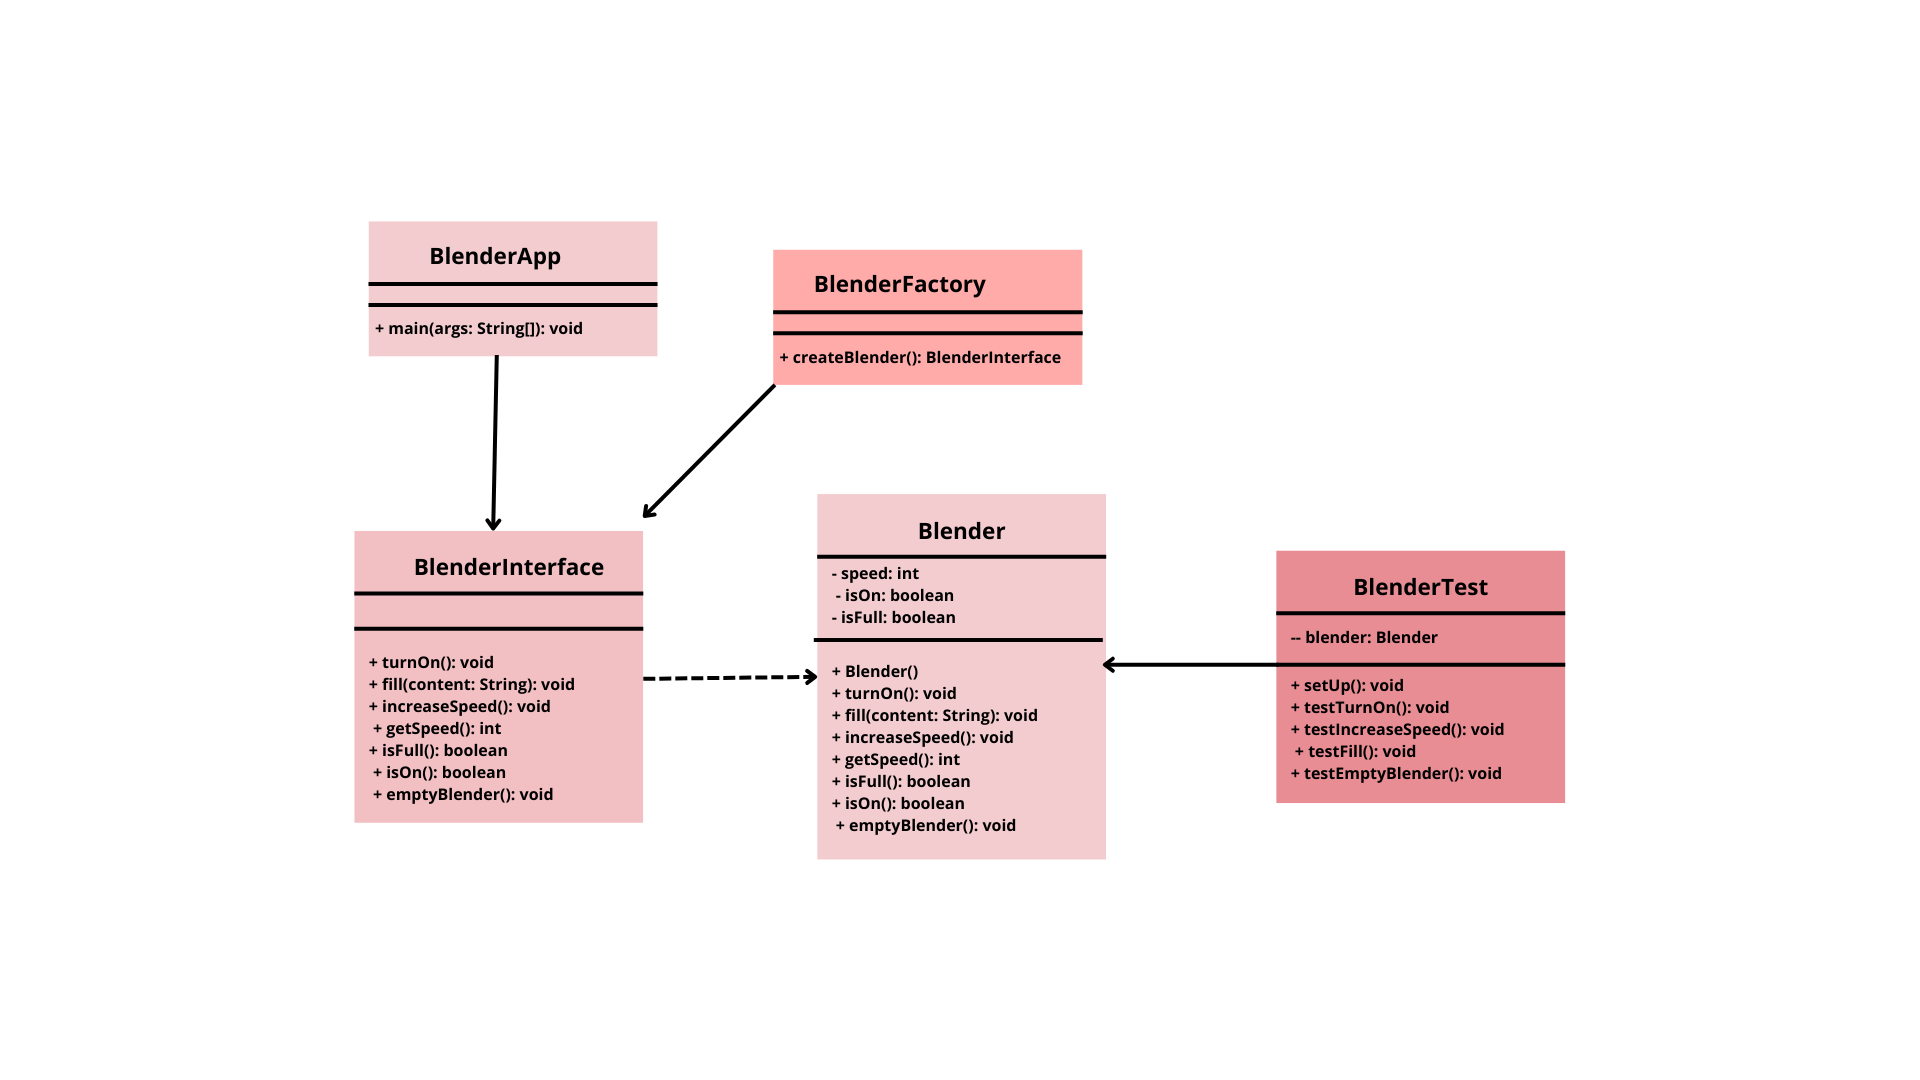 BlenderApp
+ main(args: String[]): void
BlenderFactory
+ createBlender(): BlenderInterface
BlenderInterface
+ turnOn(): void
+ fill(content: String): void
+ increaseSpeed(): void
+ getSpeed(): int
+ isFull(): boolean
+ isOn(): boolean
+ emptyBlender(): void
Blender
- speed: int
- isOn: boolean
- isFull: boolean
+ Blender()
+ turnOn(): void
+ fill(content: String): void
+ increaseSpeed(): void
+ getSpeed(): int
+ isFull(): boolean
+ isOn(): boolean
+ emptyBlender(): void
BlenderTest
-- blender: Blender
+ setUp(): void
+ testTurnOn(): void
+ testIncreaseSpeed(): void
+ testFill(): void
+ testEmptyBlender(): void